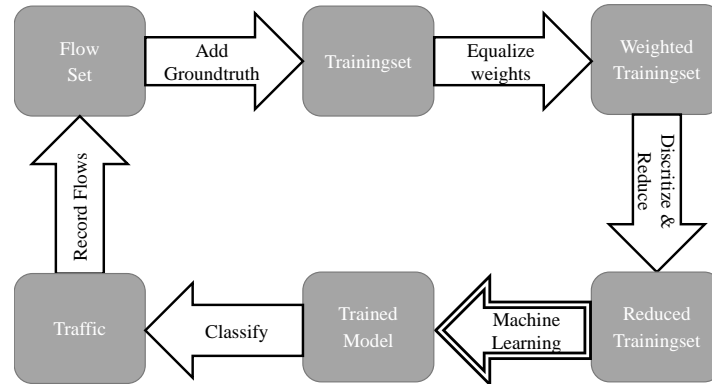 Flow
Set
Add
Groundtruth
Trainingset
Equalize
weights
Weighted
Trainingset
Discritize &
Reduce
Reduced
Trainingset
Machine
Learning
Trained
Model
Classify
Traffic
Record Flows